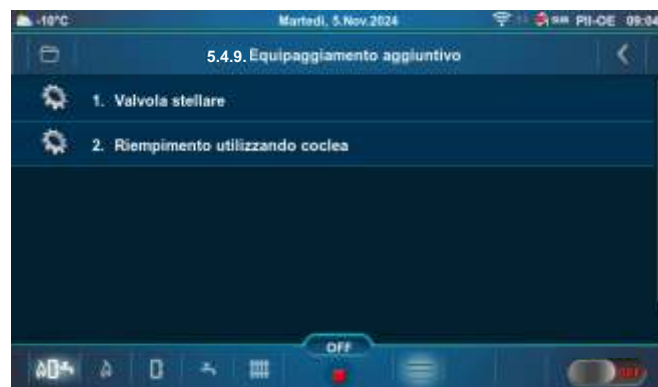 -10°C Martedì, 5.Nov.2024 PII-OE 09:04
5.4.9. Equipaggiamento aggiuntivo
1. Valvola stellare
2. Riempimento utilizzando coclea
OFF
OFF